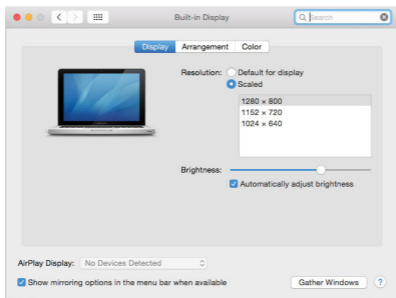 Built-in Display
Search
Display Arrangement Color
Resolution: Default for display
Scaled
1280 × 800
1152 × 720
1024 × 640
Brightness:
Automatically adjust brightness
AirPlay Display: No Devices Detected
Show mirroring options in the menu bar when available
Gather Windows ?